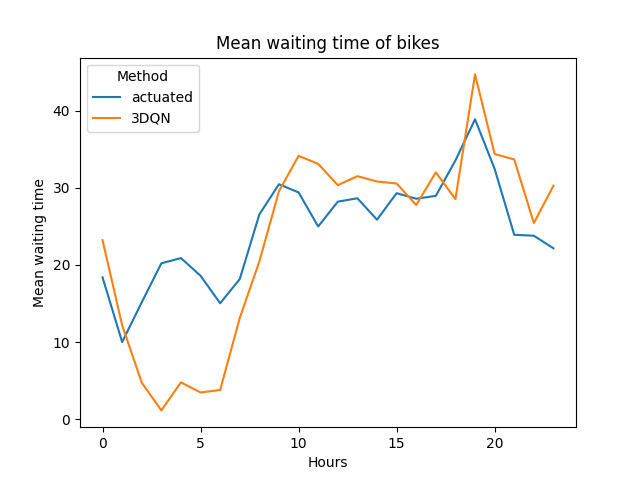 Mean waiting time of bikes
Method
actuated
3DQN
Mean waiting time
40
30
20
10
0
0 5 10 15 20
Hours